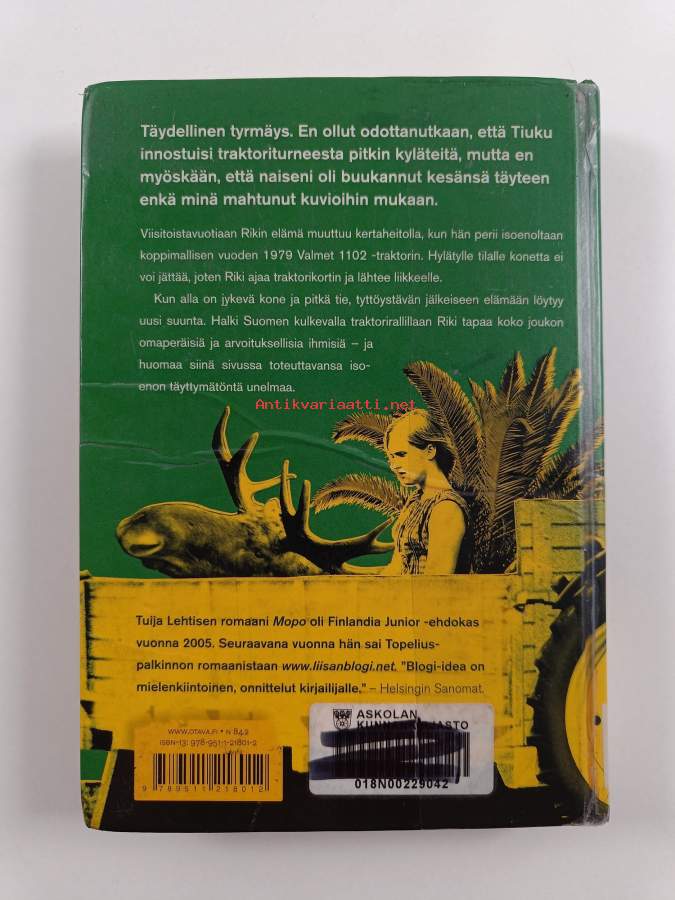 Täydellinen tyrmäys. En ollut odottanutkaan, että Tiuku
innostuisi traktoriturneesta pitkin kyläteitä, mutta en
myöskään, että naiseni oli buukannut kesänsä täyteen
enkä minä mahtunut kuvioihin mukaan.
Viisitoistavuotiaan Rikin elämä muuttuu kertaheitolla, kun hän perii isoenoltaan
koppimallisen vuoden 1979 Valmet 1102 -traktorin. Hylätylle tilalle konetta ei
voi jättää, joten Riki ajaa traktorikortin ja lähtee liikkeelle.
Kun alla on jykevä kone ja pitkä tie, tyttöystävän jälkeiseen elämään löytyy
uusi suunta. Halki Suomen kulkevalla traktorirallillaan Riki tapaa koko joukon
omaperäisiä ja arvoituksellisia ihmisiä – ja
huomaa siinä sivussa toteuttavansa iso-
enon täyttymätöntä unelmaa.
Antikvariaatti.net
Tuija Lehtisen romaani Mopo oli Finlandia Junior -ehdokas
vuonna 2005. Seuraavana vuonna hän sai Topelius-
palkinnon romaanistaan www.liisanblogi.net. "Blogi-idea on
mielenkiintoinen, onnittelut kirjailijalle." – Helsingin Sanomat.
WWW.OTAVA.FI • N 84.2
ISBN-13: 978-951-1-21801-2
9 789511 218012
ASKOLAN
018N00229042